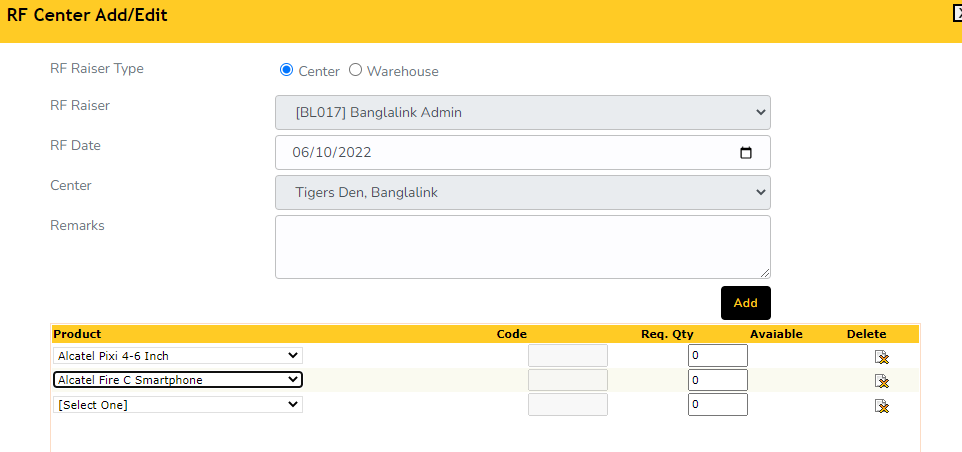 RF Center Add/Edit
RF Raiser Type Center Warehouse
RF Raiser [BL017] Banglalink Admin
RF Date 06/10/2022
Center Tigers Den, Banglalink
Remarks
Add
Product Code Req. Qty Avaiable Delete
Alcatel Pixi 4-6 Inch 0
Alcatel Fire C Smartphone 0
[Select One] 0